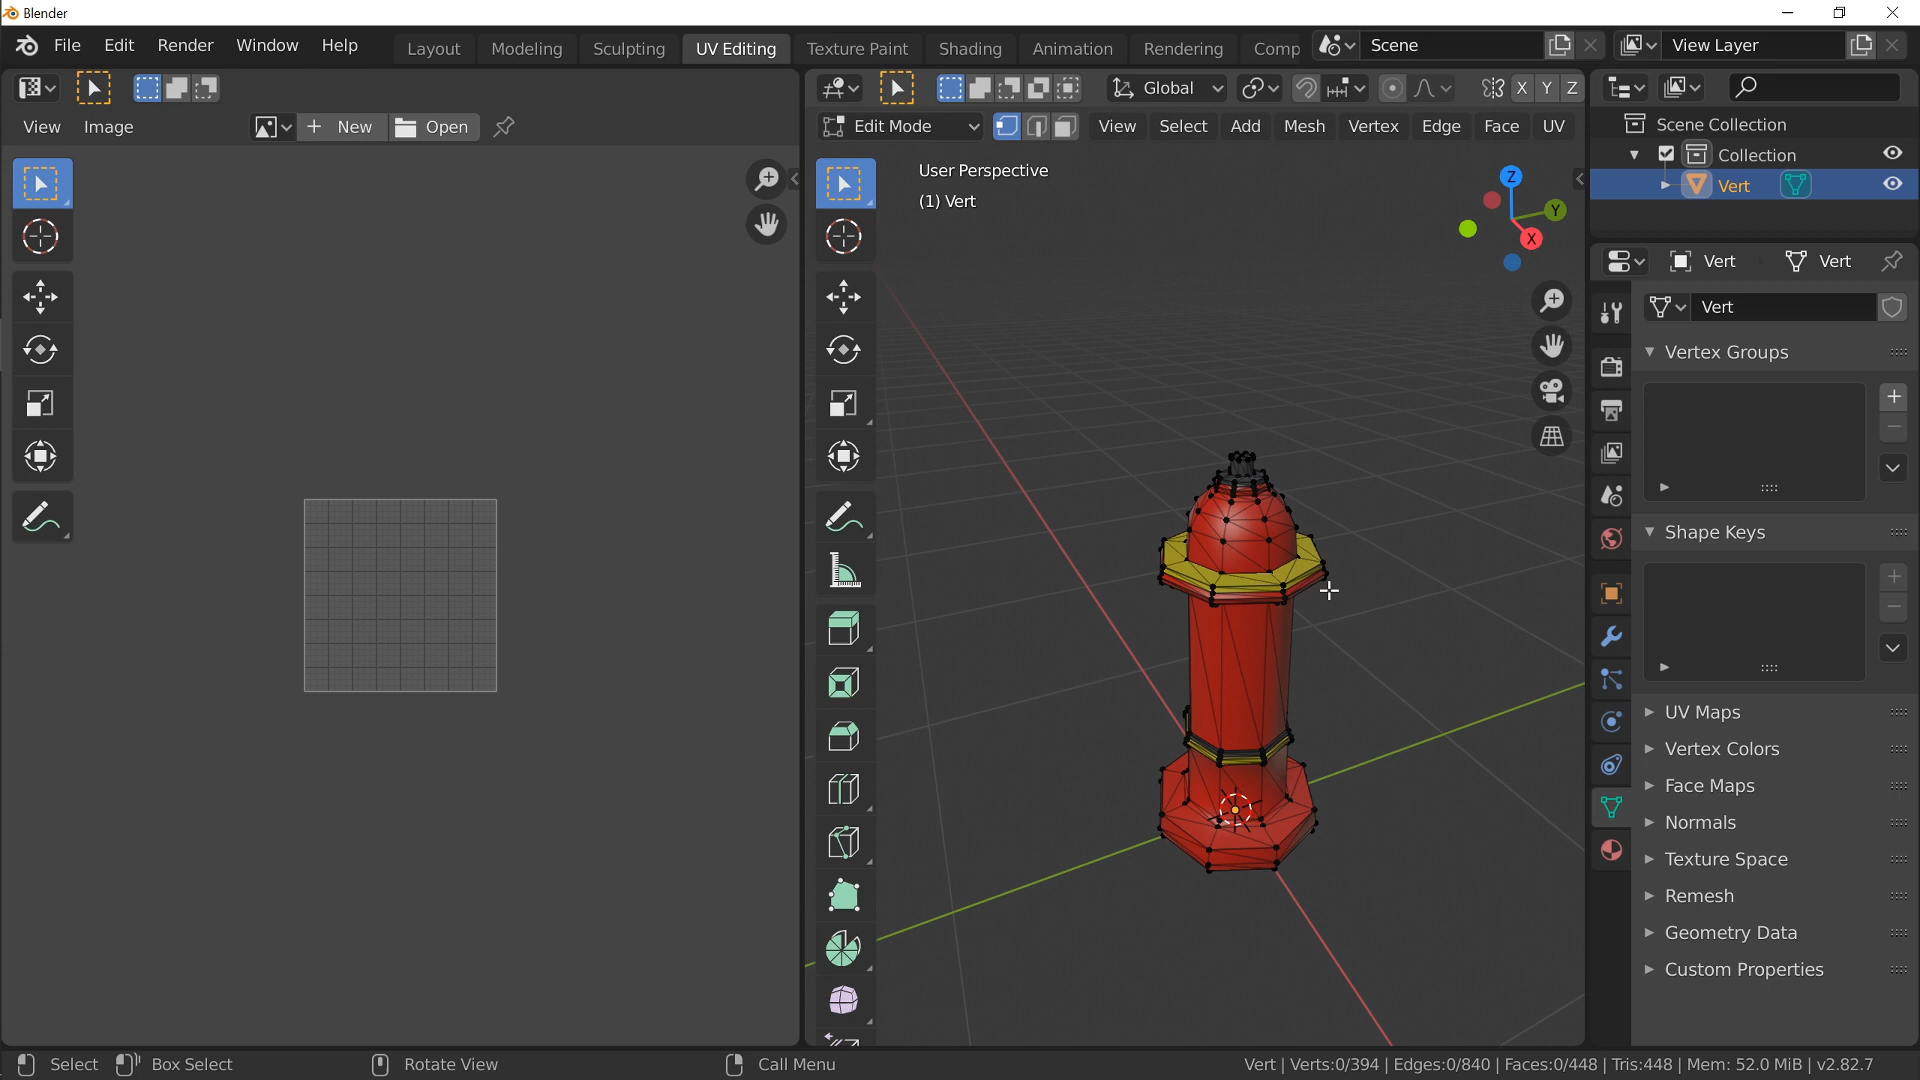 Blender
File Edit Render Window Help Layout Modeling Sculpting UV Editing Texture Paint Shading Animation Rendering Comp Scene View Layer
Global X Y Z
View Image New Open Edit Mode View Select Add Mesh Vertex Edge Face UV
User Perspective
(1) Vert
Z
Y
X
Scene Collection
Collection
Vert
Vert Vert
Vert
Vertex Groups
Shape Keys
UV Maps
Vertex Colors
Face Maps
Normals
Texture Space
Remesh
Geometry Data
Custom Properties
Select Box Select Rotate View Call Menu Vert | Verts:0/394 | Edges:0/840 | Faces:0/448 | Tris:448 | Mem: 52.0 MiB | v2.82.7